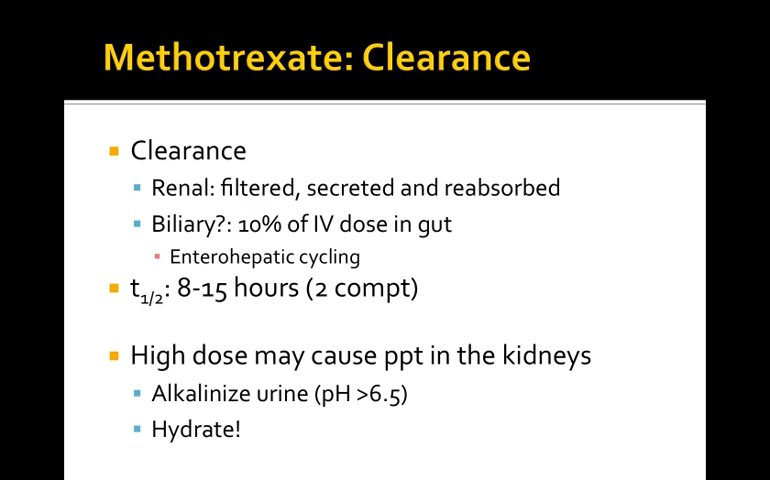 Methotrexate: Clearance
Clearance
Renal: filtered, secreted and reabsorbed
Biliary?: 10% of IV dose in gut
Enterohepatic cycling
t1/2: 8-15 hours (2 compt)
High dose may cause ppt in the kidneys
Alkalinize urine (pH >6.5)
Hydrate!